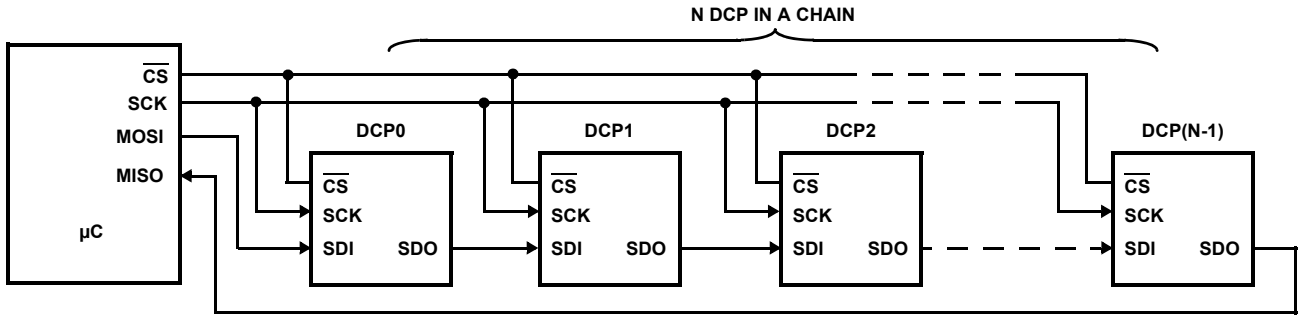 N DCP IN A CHAIN
CS
SCK
MOSI
MISO
µC
DCP0
CS
SCK
SDI SDO
DCP1
CS
SCK
SDI SDO
DCP2
CS
SCK
SDI SDO
DCP(N-1)
CS
SCK
SDI SDO